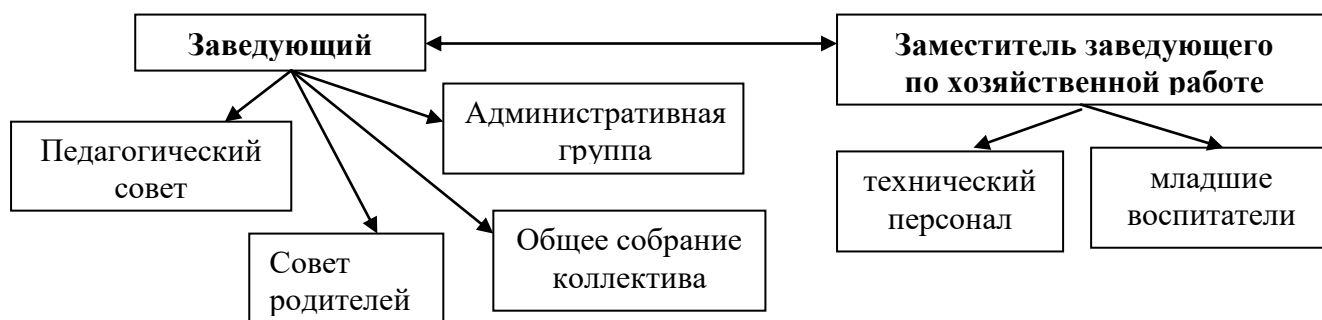 Заведующий
Заместитель заведующего
по хозяйственной работе
Административная
группа
Педагогический
совет
технический
персонал
младшие
воспитатели
Общее собрание
коллектива
Совет
родителей